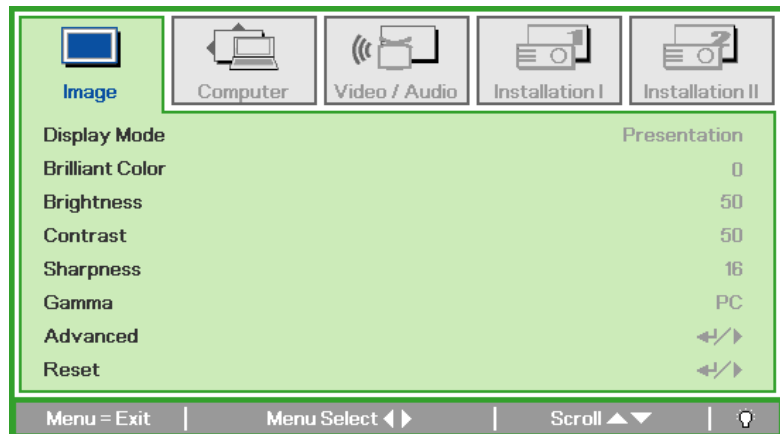 Image Computer Video / Audio Installation I Installation II
Display Mode Presentation
Brilliant Color 0
Brightness 50
Contrast 50
Sharpness 16
Gamma PC
Advanced ↵/▶
Reset ↵/▶
Menu = Exit | Menu Select ◀▶ | Scroll ▲▼ |